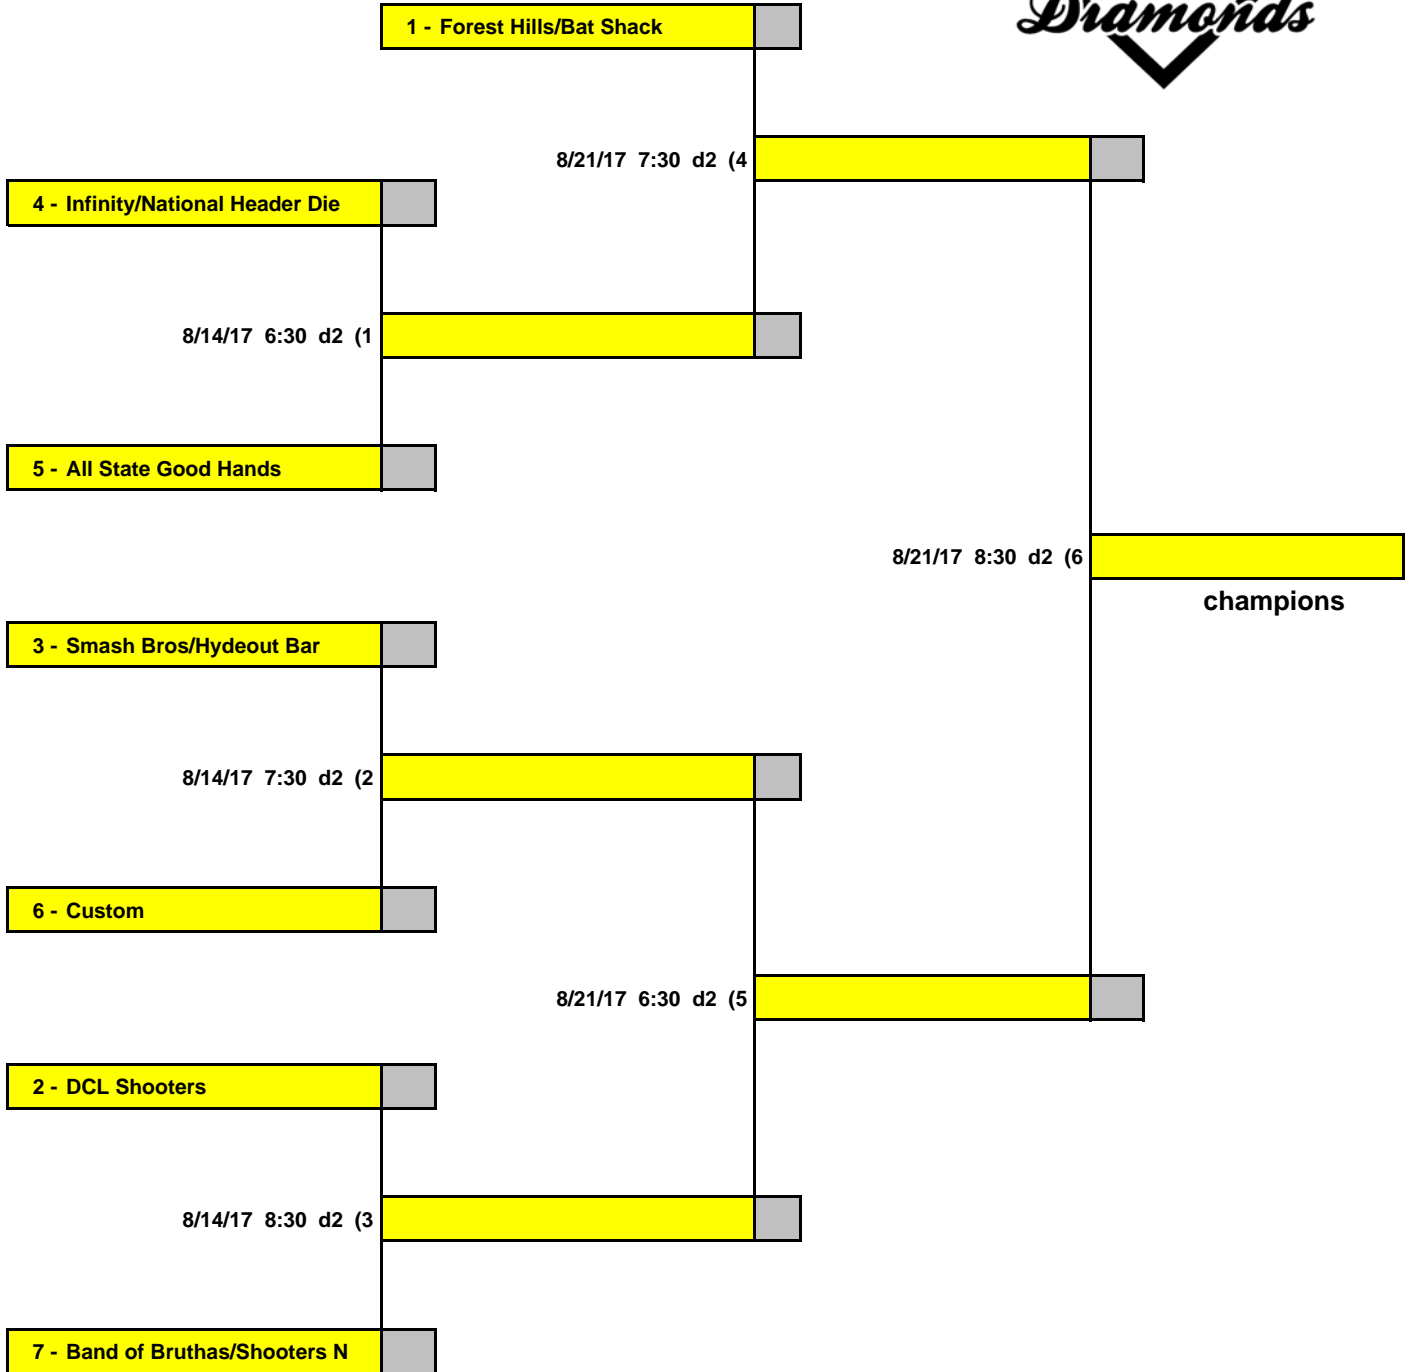 Diamonds
1 - Forest Hills/Bat Shack
8/21/17 7:30 d2 (4
4 - Infinity/National Header Die
8/14/17 6:30 d2 (1
5 - All State Good Hands
8/21/17 8:30 d2 (6
champions
3 - Smash Bros/Hydeout Bar
8/14/17 7:30 d2 (2
6 - Custom
8/21/17 6:30 d2 (5
2 - DCL Shooters
8/14/17 8:30 d2 (3
7 - Band of Bruthas/Shooters N